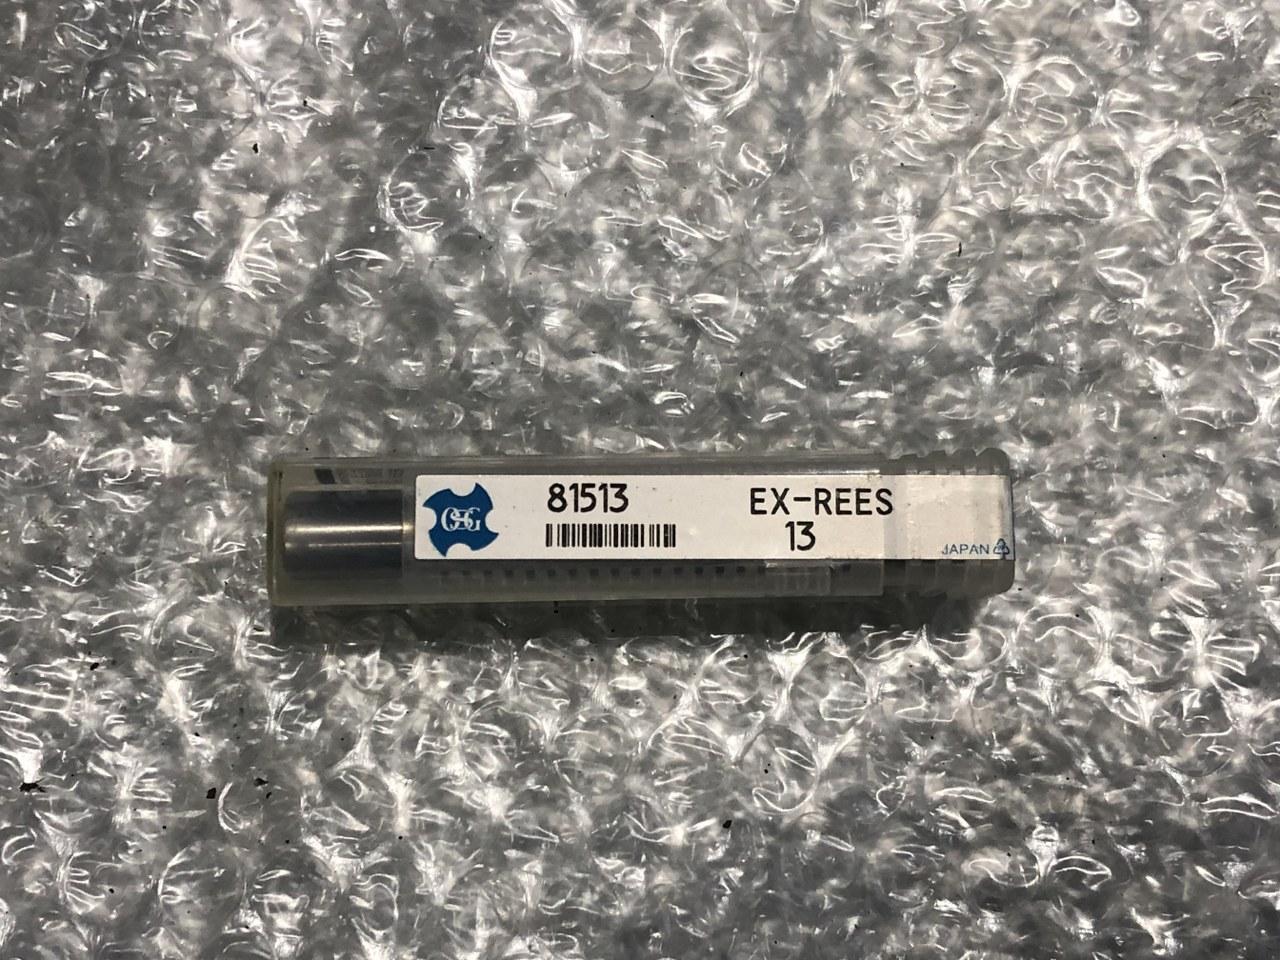 OSG
81513
EX-REES
13
JAPAN